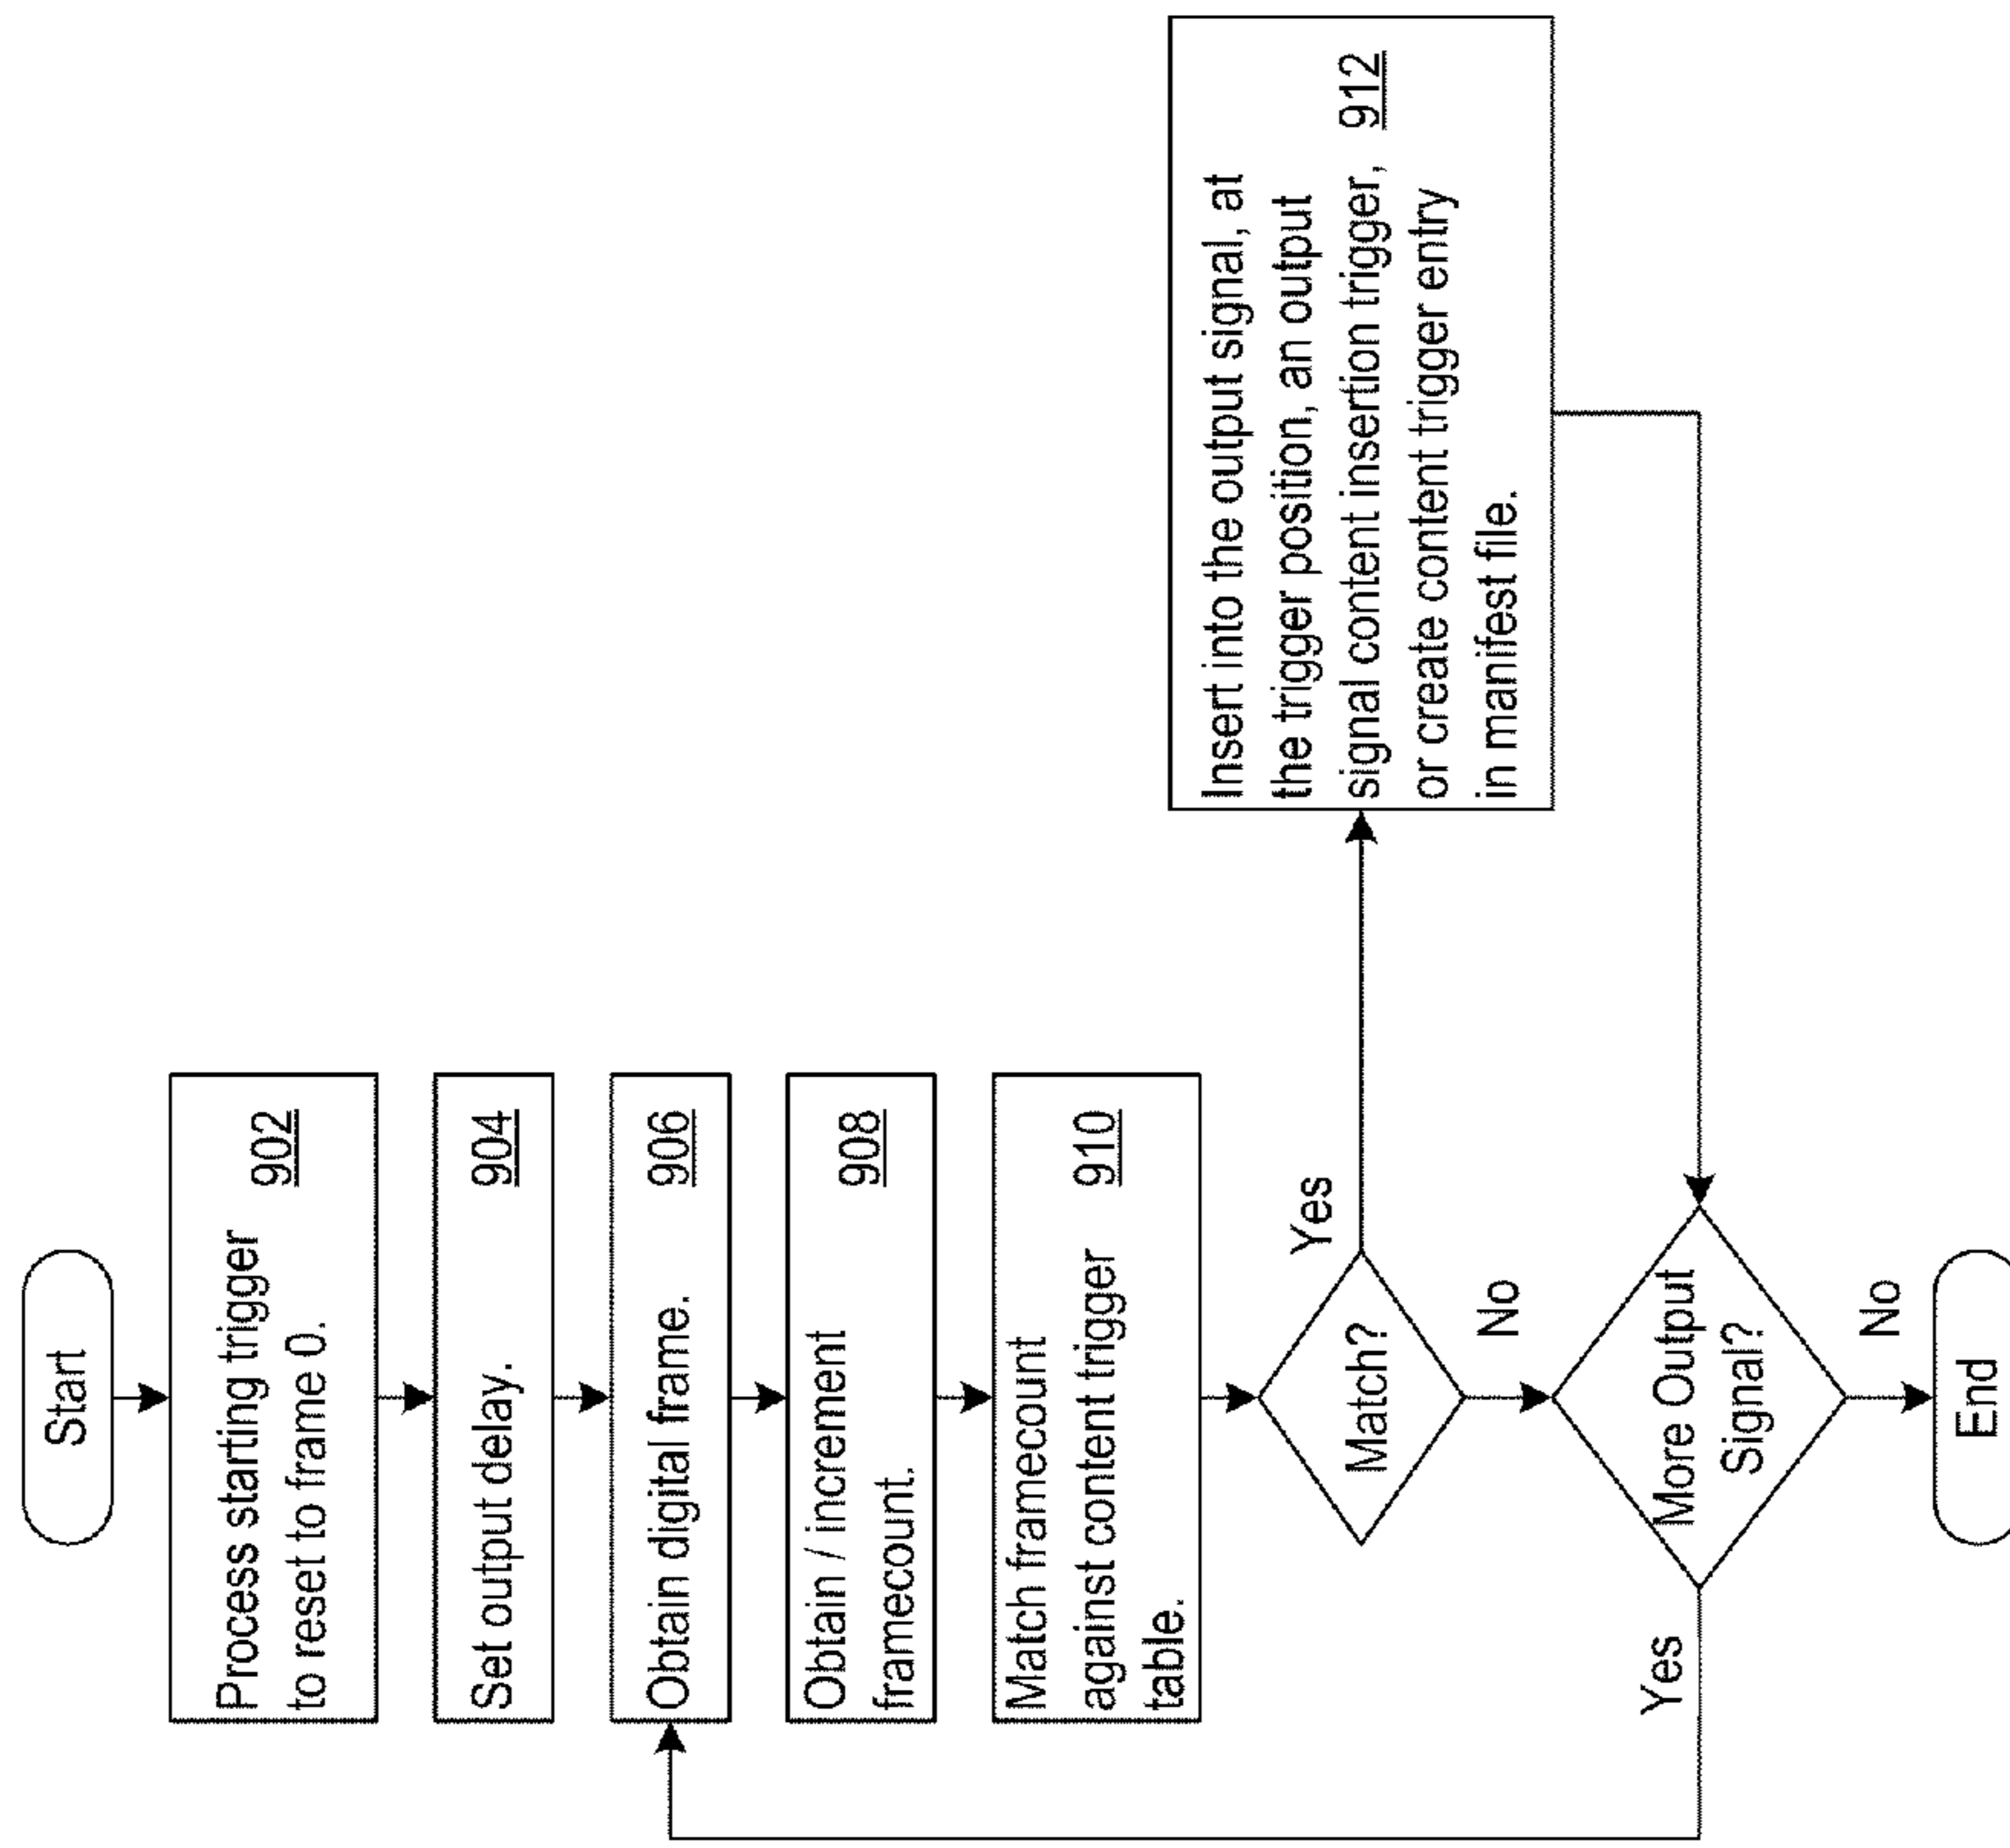 Start
Process starting trigger
to reset to frame 0. 902
Set output delay. 904
Obtain digital frame. 906
Obtain / increment
framecount. 908
Match framecount
against content trigger 910
table.
Match?
Yes
No
Insert into the output signal, at
the trigger position, an output
signal content insertion trigger, 912
or create content trigger entry
in manifest file.
More Output
Signal?
Yes
No
End